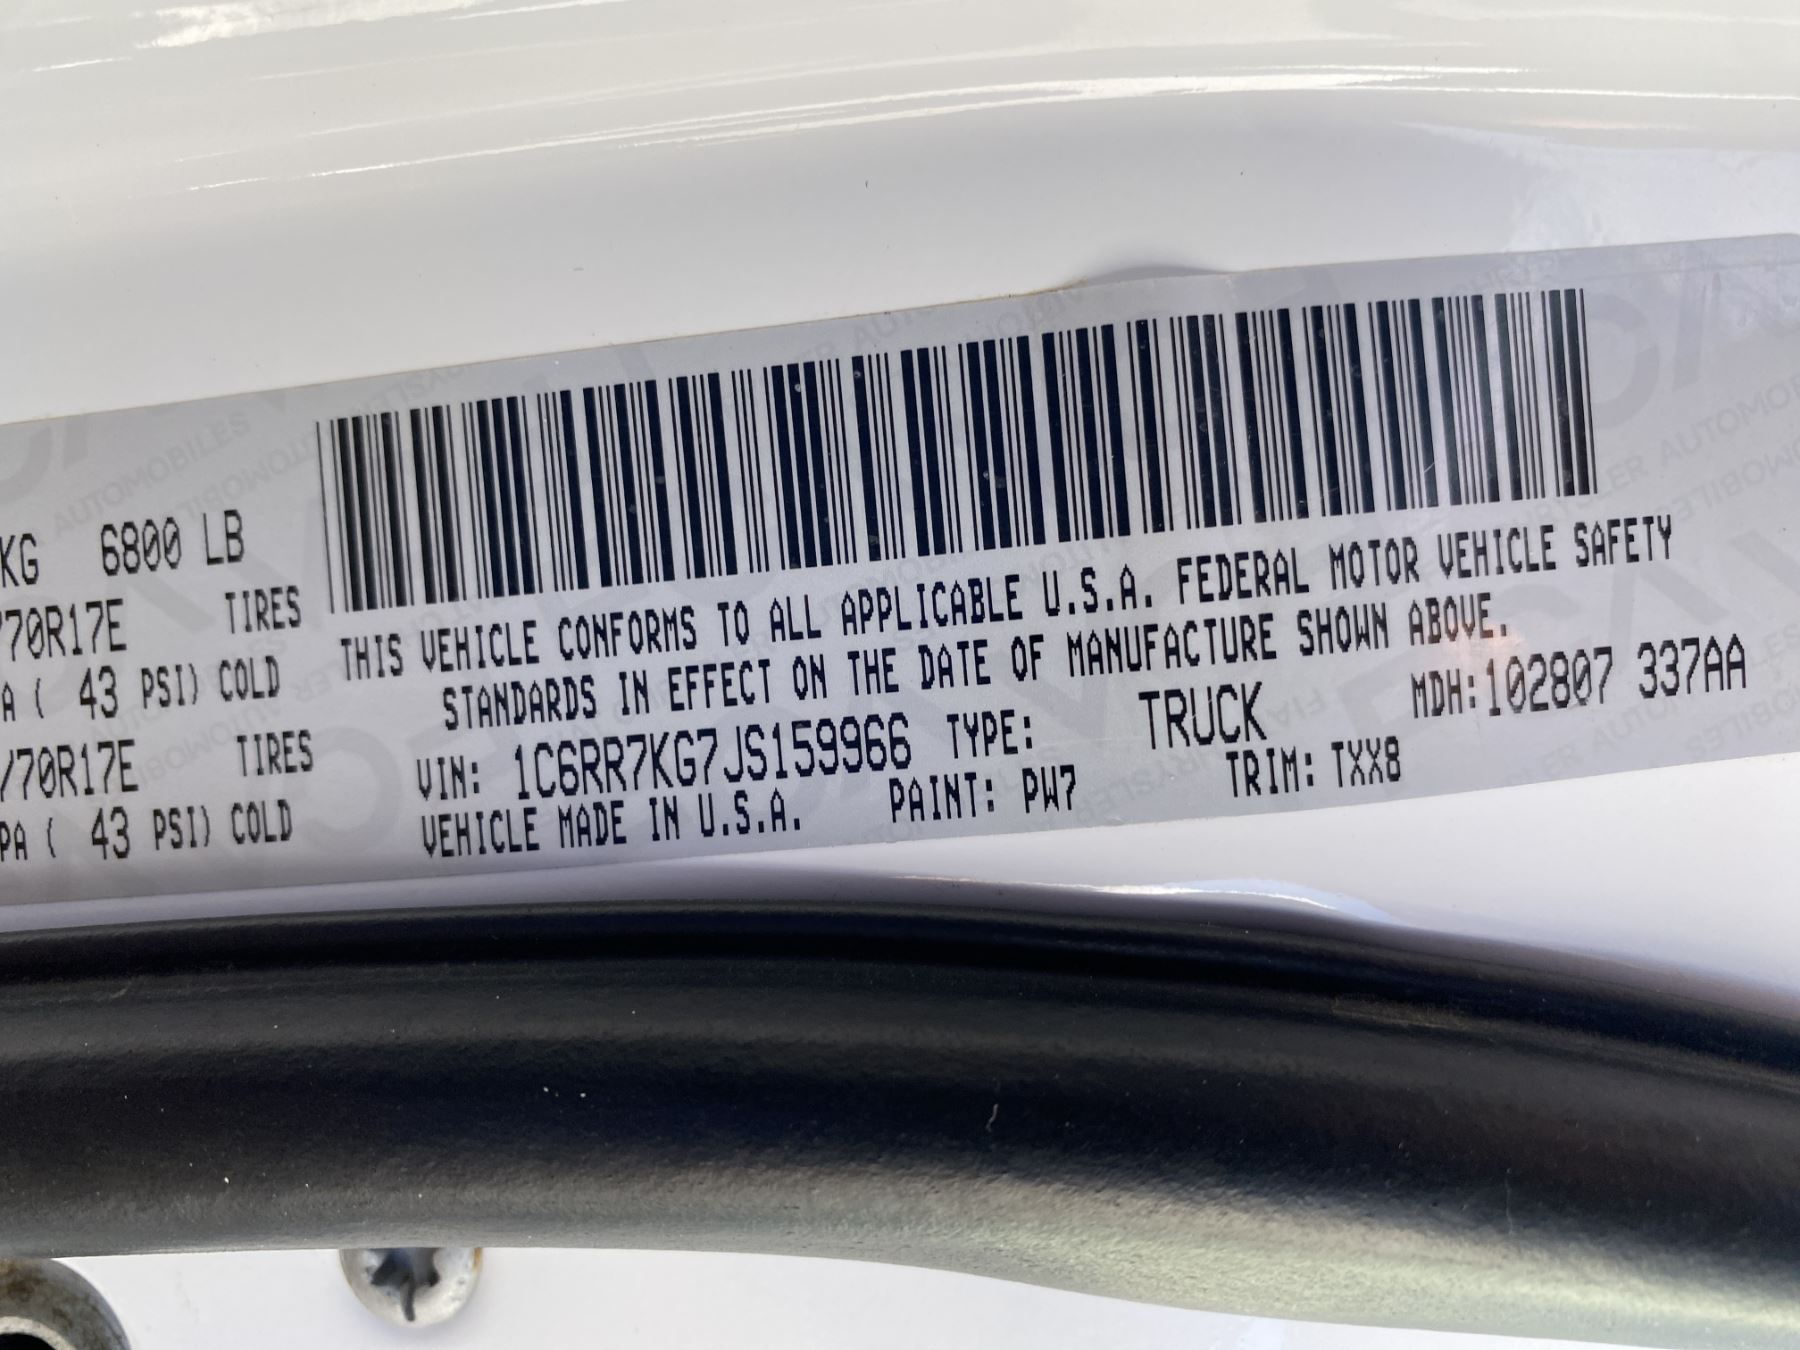 KG 6800 LB
/70R17E TIRES
A ( 43 PSI) COLD
/70R17E TIRES
PA ( 43 PSI) COLD
THIS VEHICLE CONFORMS TO ALL APPLICABLE U.S.A. FEDERAL MOTOR VEHICLE SAFETY
STANDARDS IN EFFECT ON THE DATE OF MANUFACTURE SHOWN ABOVE.
VIN: 1C6RR7KG7JS159966 TYPE: TRUCK MDH:102807 337AA
VEHICLE MADE IN U.S.A. PAINT: PW7 TRIM: TXX8